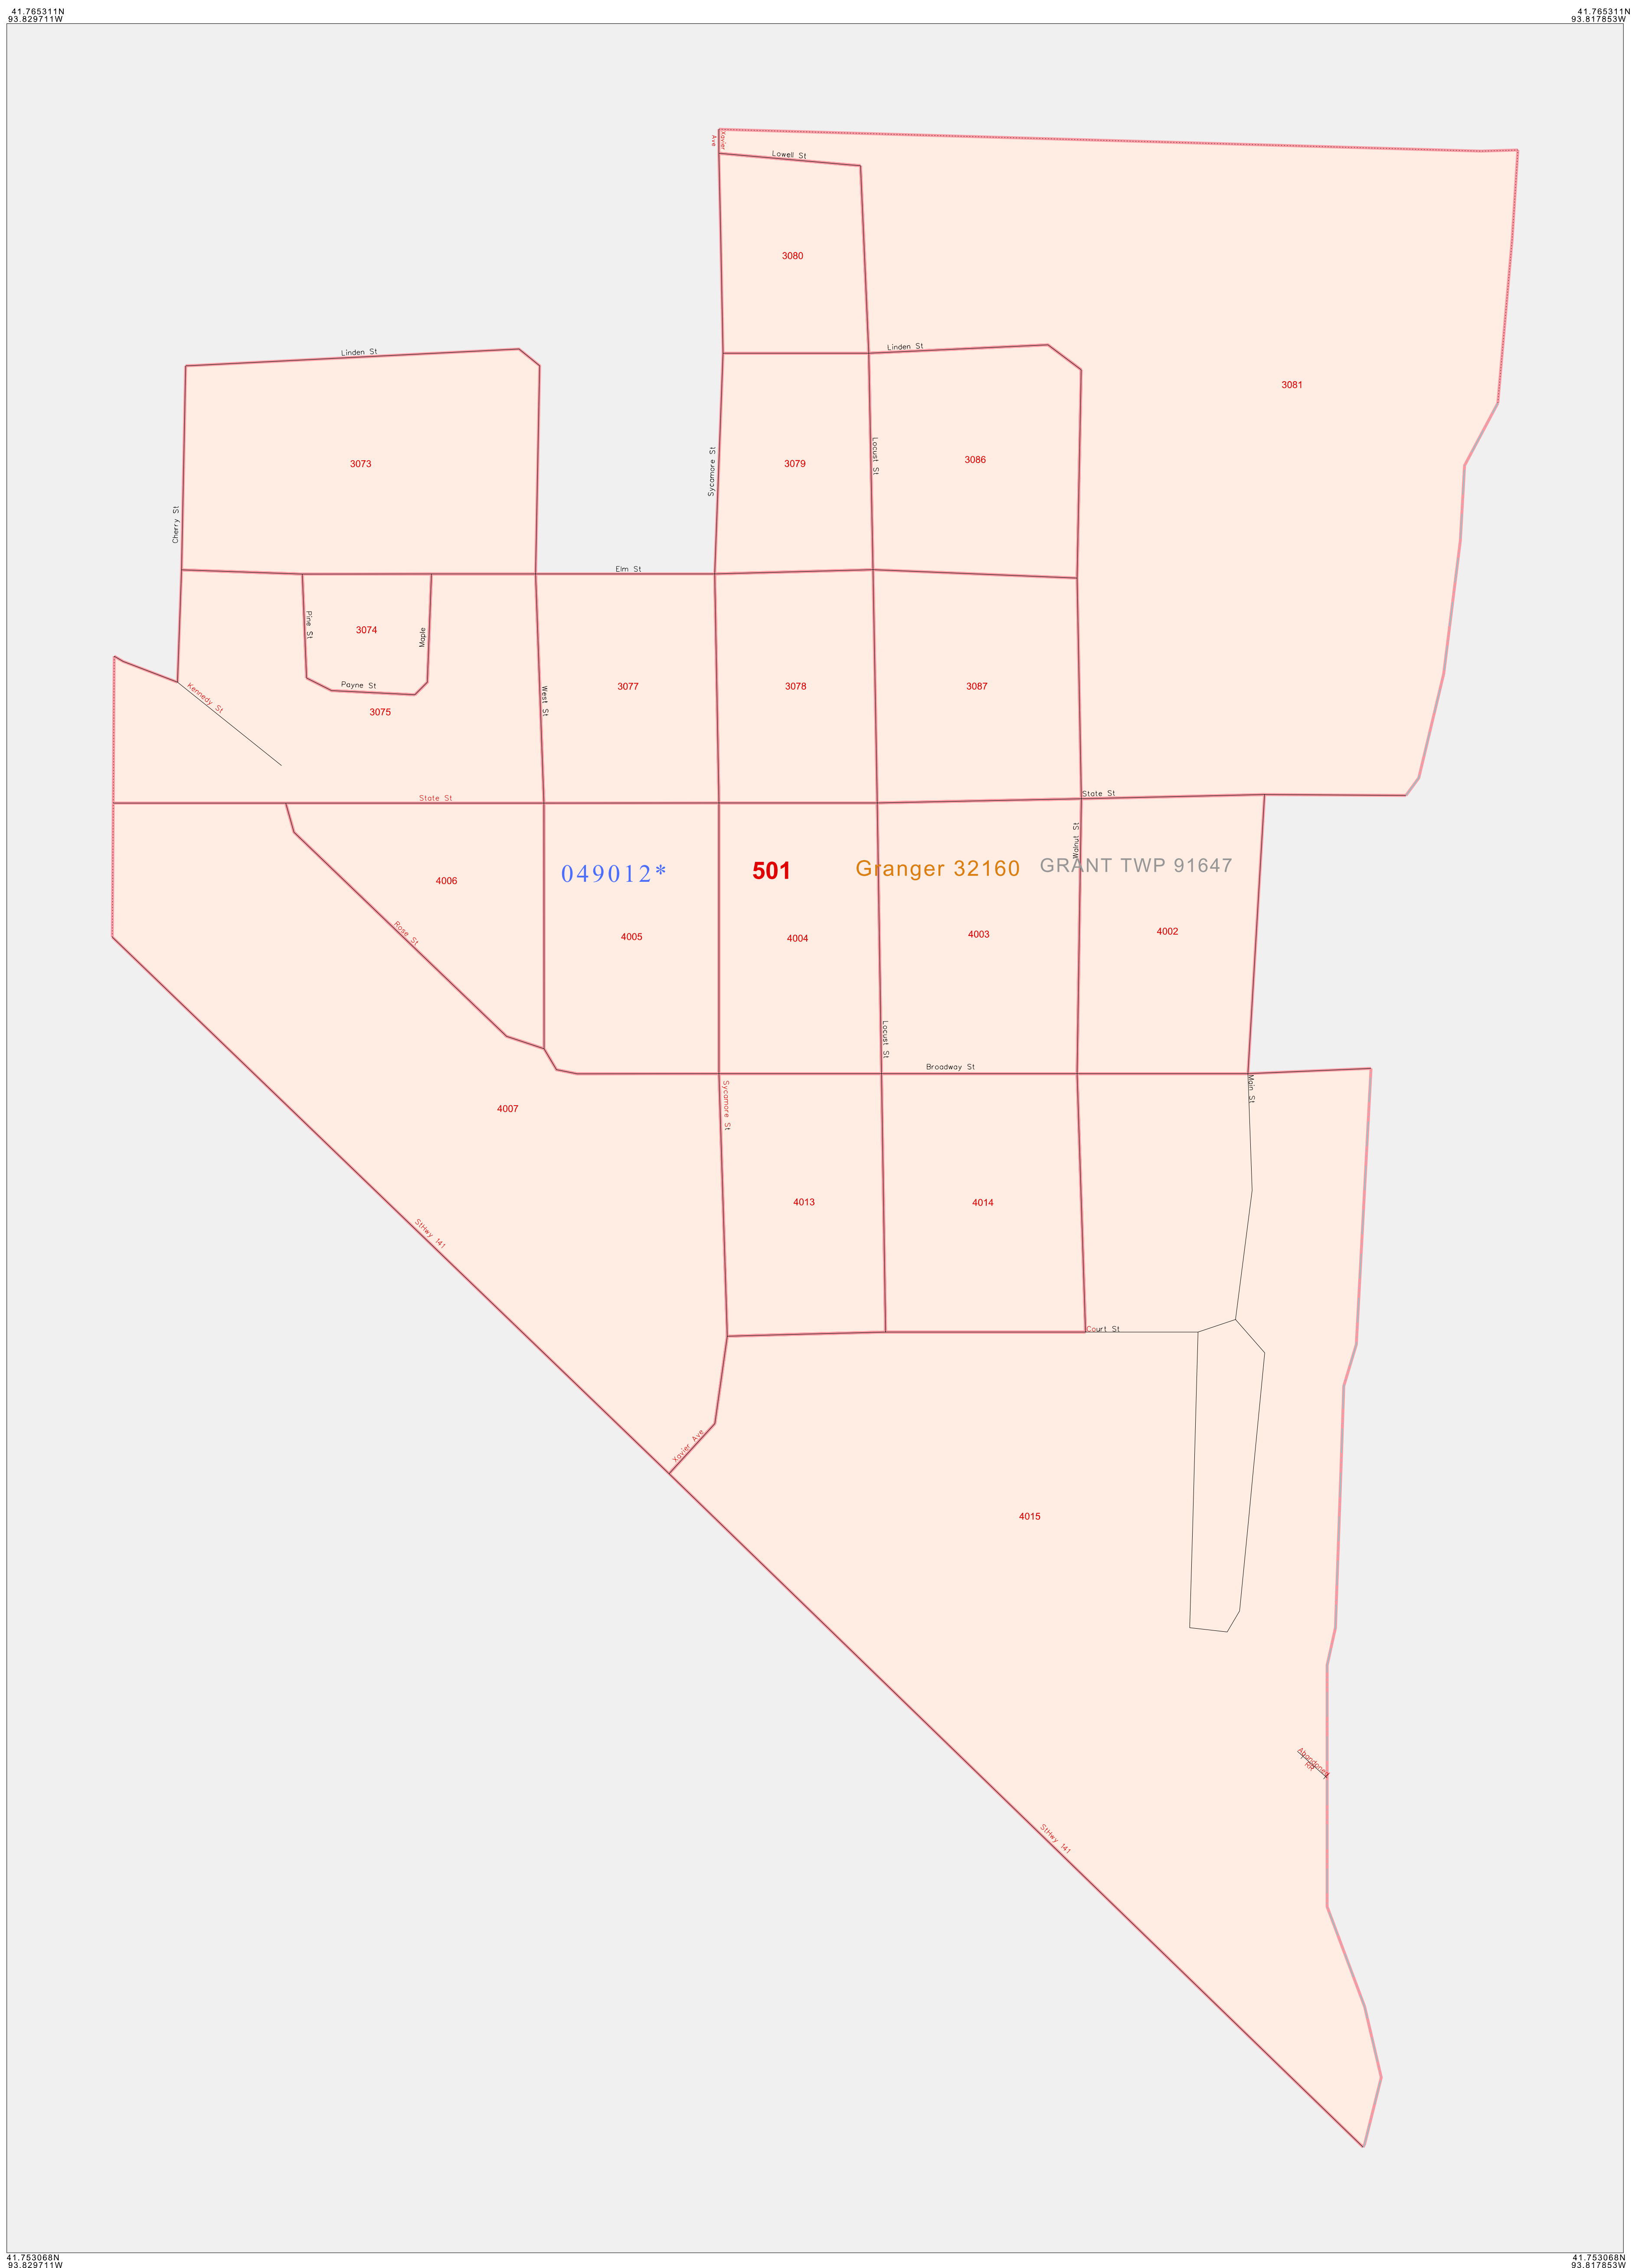 41.765311N
93.829711W
41.765311N
93.817853W
Xavier
Ave
Lowell St
3080
Linden St
Linden St
3081
Sycamore St
Locust St
3073
3079
3086
Cherry St
Elm St
Pine St
3074
Maple
Payne St
Kennedy St
3075
West St
3077
3078
3087
State St
State St
Walnut St
4006
049012*
501
Granger 32160
GRANT TWP 91647
Rose St
4005
4004
4003
4002
Locust St
Broadway St
Main St
Sycamore St
4007
4013
4014
StHwy 141
Court St
Xavier Ave
4015
Abandoned
RR
StHwy 141
41.753068N
93.829711W
41.753068N
93.817853W